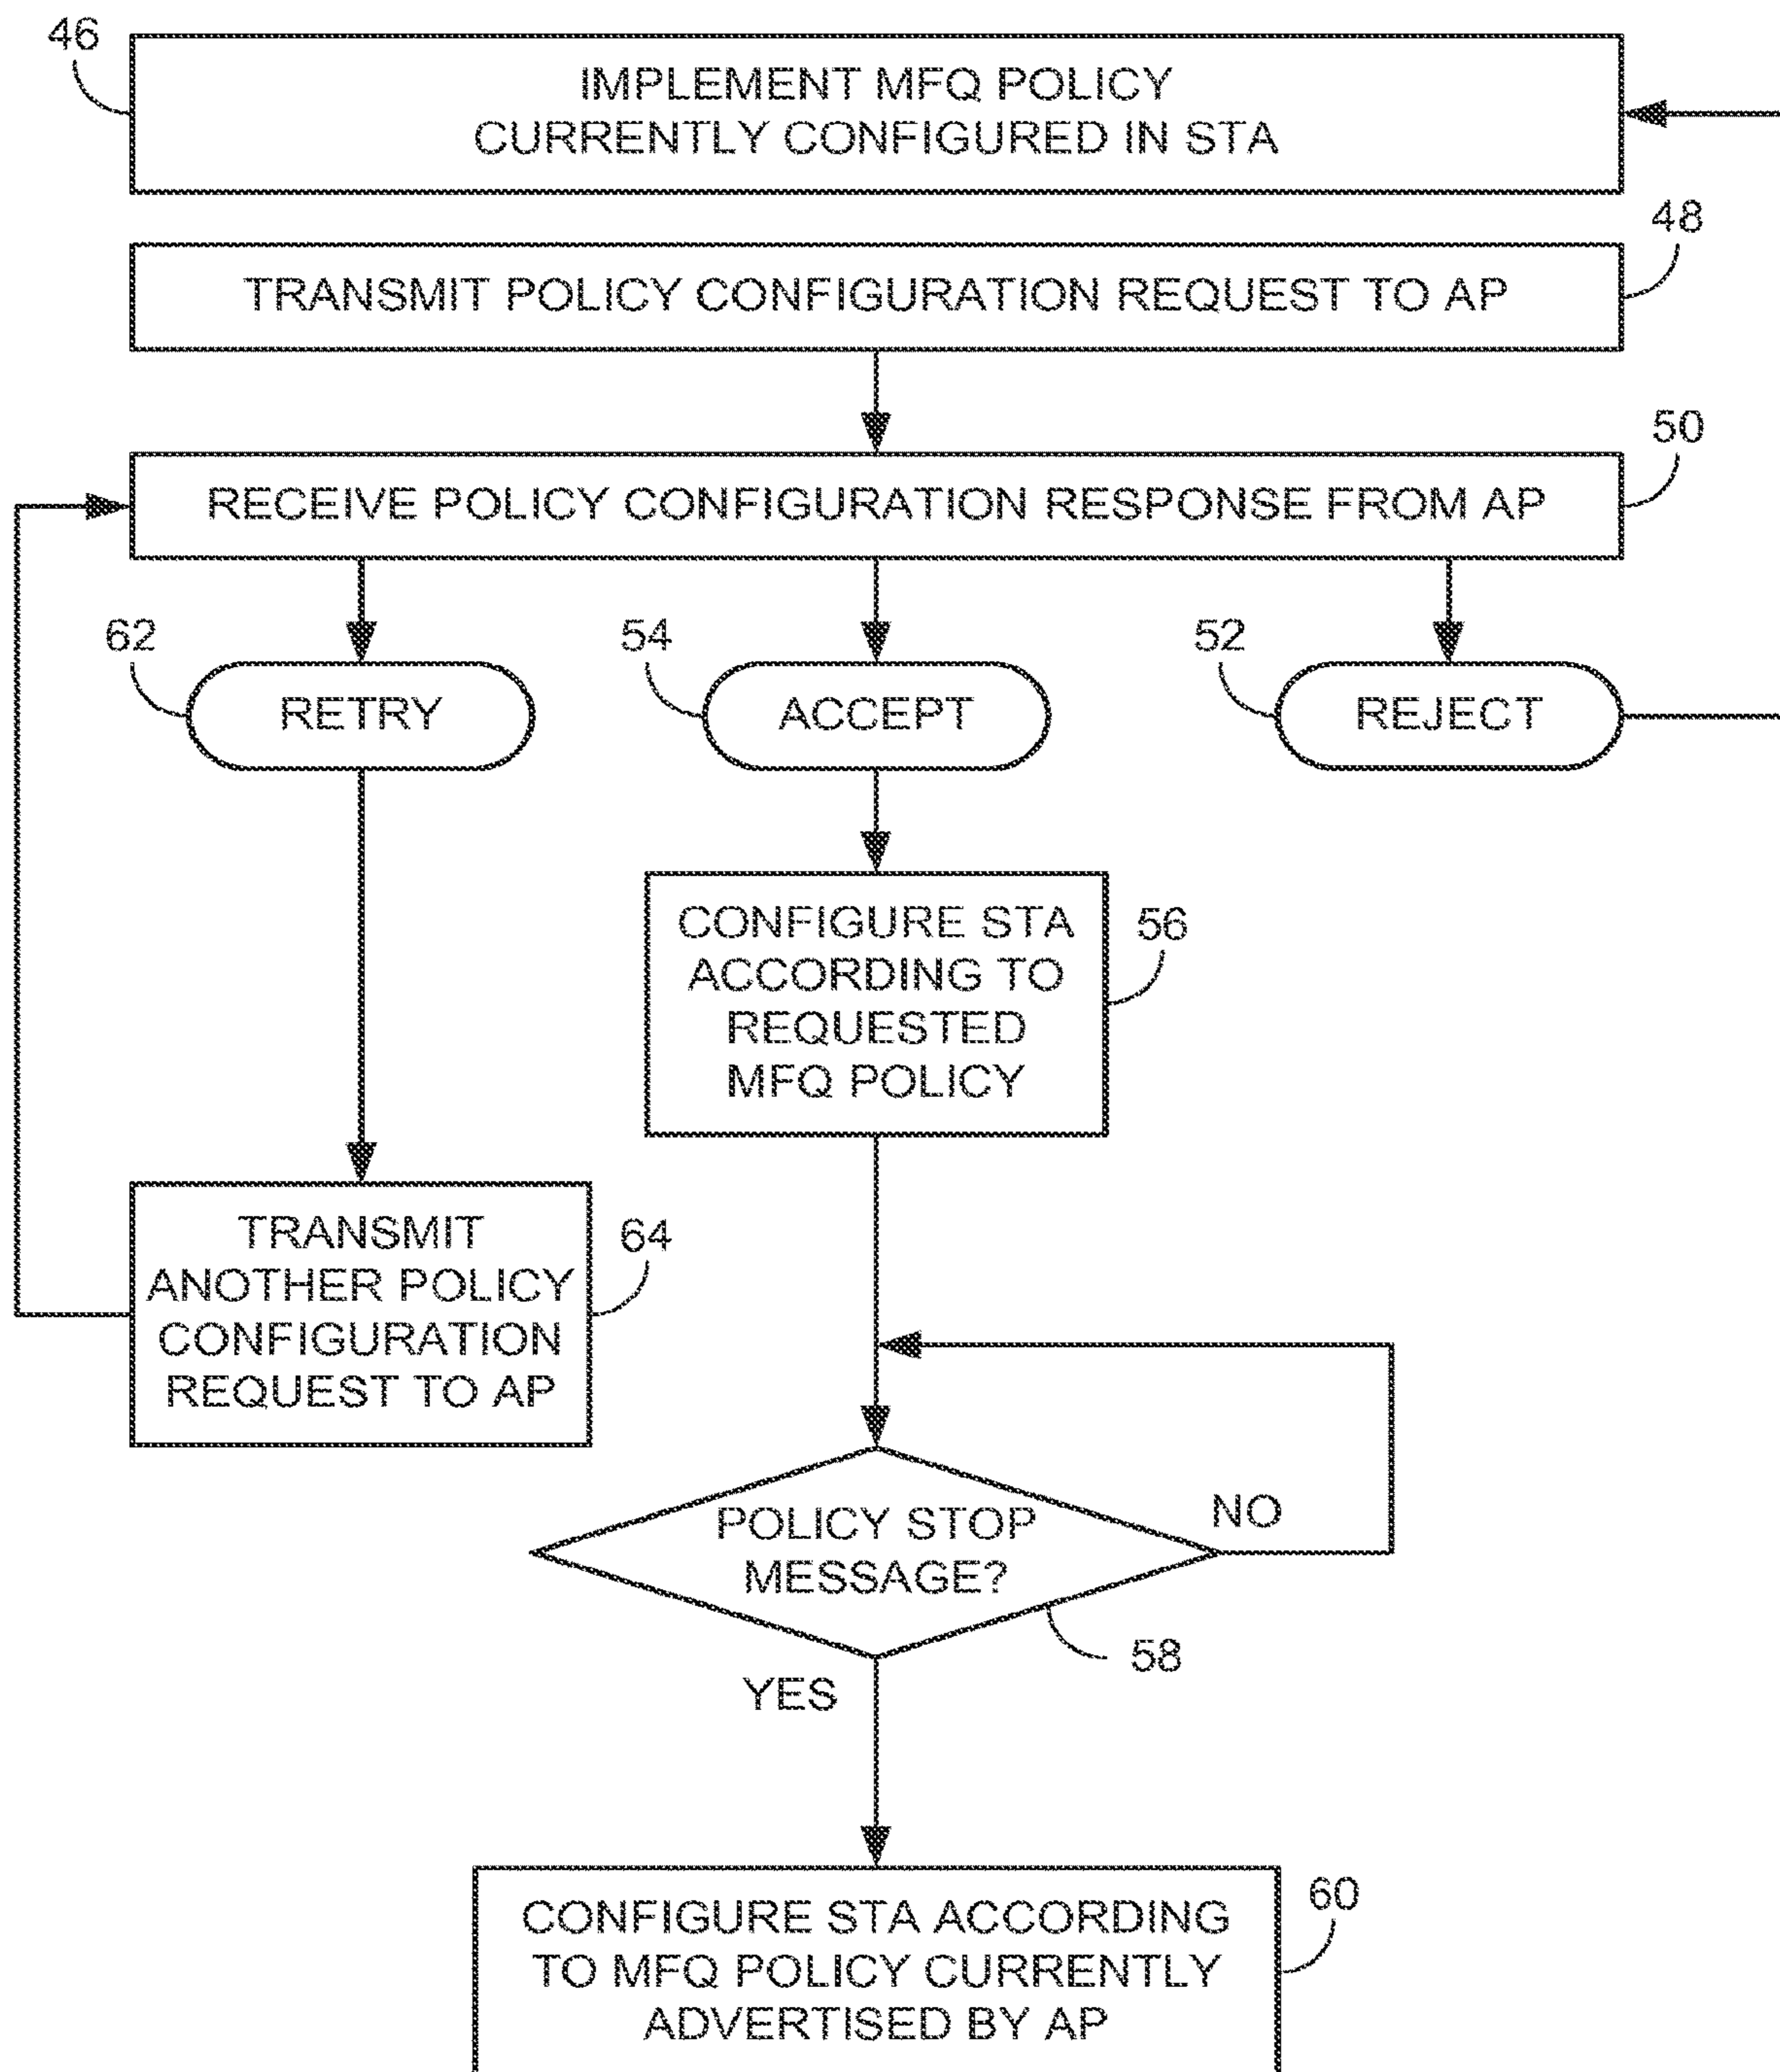 46
IMPLEMENT MFQ POLICY
CURRENTLY CONFIGURED IN STA
48
TRANSMIT POLICY CONFIGURATION REQUEST TO AP
50
RECEIVE POLICY CONFIGURATION RESPONSE FROM AP
62
RETRY
54
ACCEPT
52
REJECT
CONFIGURE STA
ACCORDING TO
REQUESTED
MFQ POLICY
56
TRANSMIT
ANOTHER POLICY
CONFIGURATION
REQUEST TO AP
64
POLICY STOP
MESSAGE?
NO
58
YES
CONFIGURE STA ACCORDING
TO MFQ POLICY CURRENTLY
ADVERTISED BY AP
60